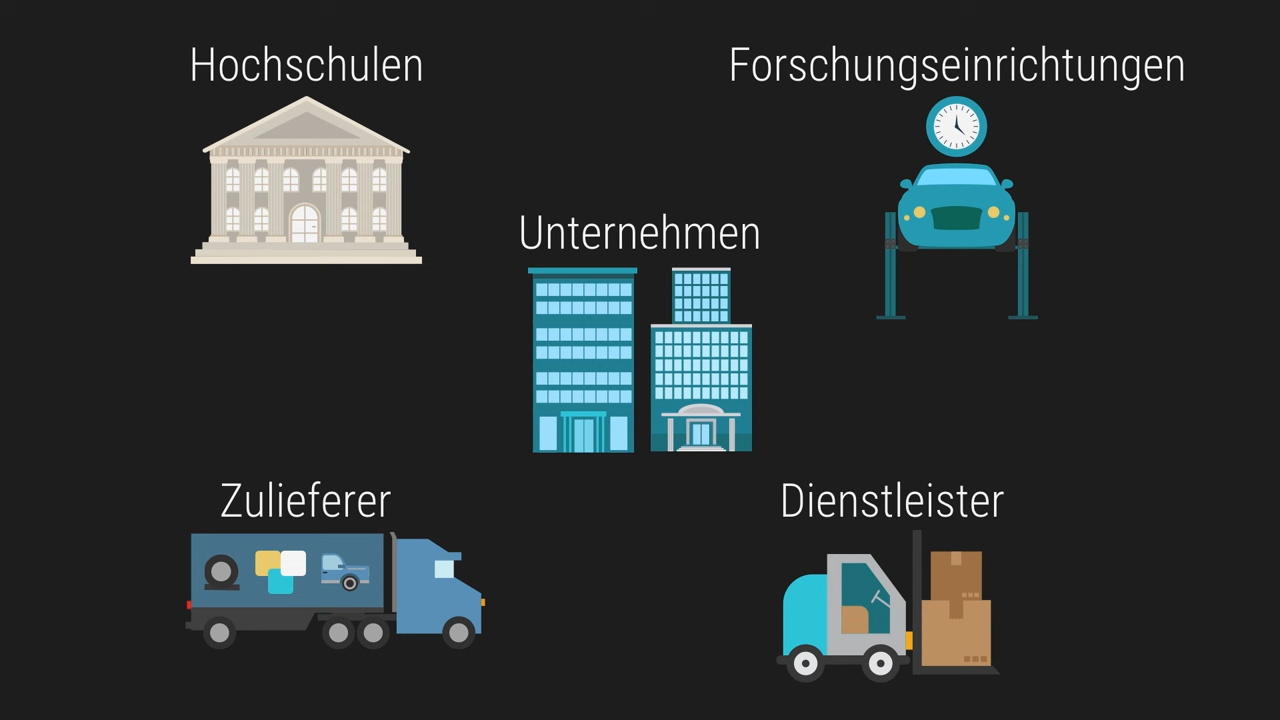 Hochschulen
Forschungseinrichtungen
Unternehmen
Zulieferer
Dienstleister